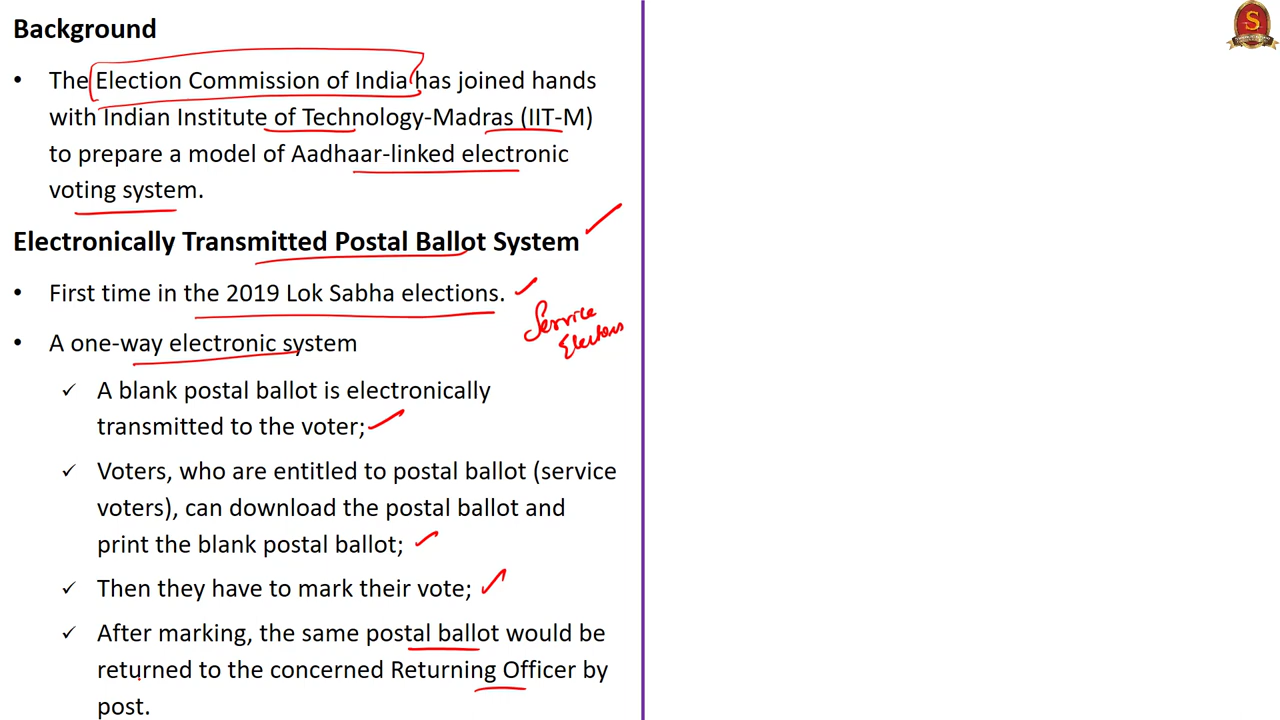 Background
• The Election Commission of India has joined hands
with Indian Institute of Technology-Madras (IIT-M)
to prepare a model of Aadhaar-linked electronic
voting system.
Electronically Transmitted Postal Ballot System
• First time in the 2019 Lok Sabha elections.
Service
Electors
• A one-way electronic system
✓ A blank postal ballot is electronically
transmitted to the voter;
✓ Voters, who are entitled to postal ballot (service
voters), can download the postal ballot and
print the blank postal ballot;
✓ Then they have to mark their vote;
✓ After marking, the same postal ballot would be
returned to the concerned Returning Officer by
post.
S